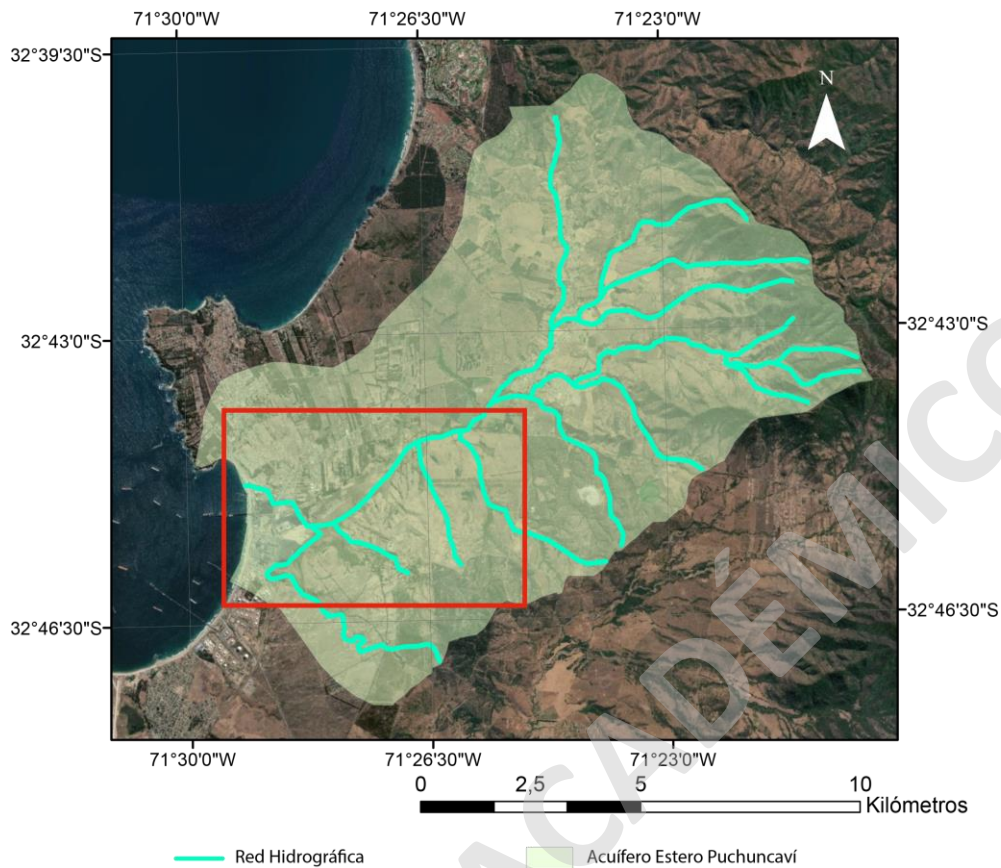 71°30'0"W 71°26'30"W 71°23'0"W
32°39'30"S
N
32°43'0"S 32°43'0"S
32°46'30"S 32°46'30"S
71°30'0"W 71°26'30"W 71°23'0"W
0 2,5 5 10
Kilómetros
Red Hidrográfica Acuífero Estero Puchuncaví
ACADÉMICO